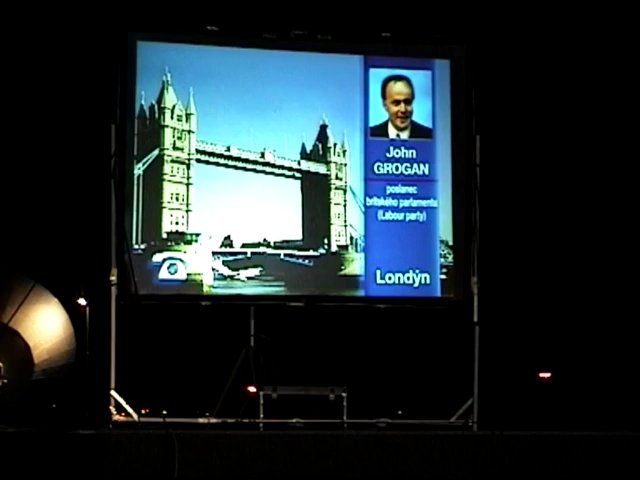 John
GROGAN
poslanec
britského parlamentu
(Labour party)
Londýn